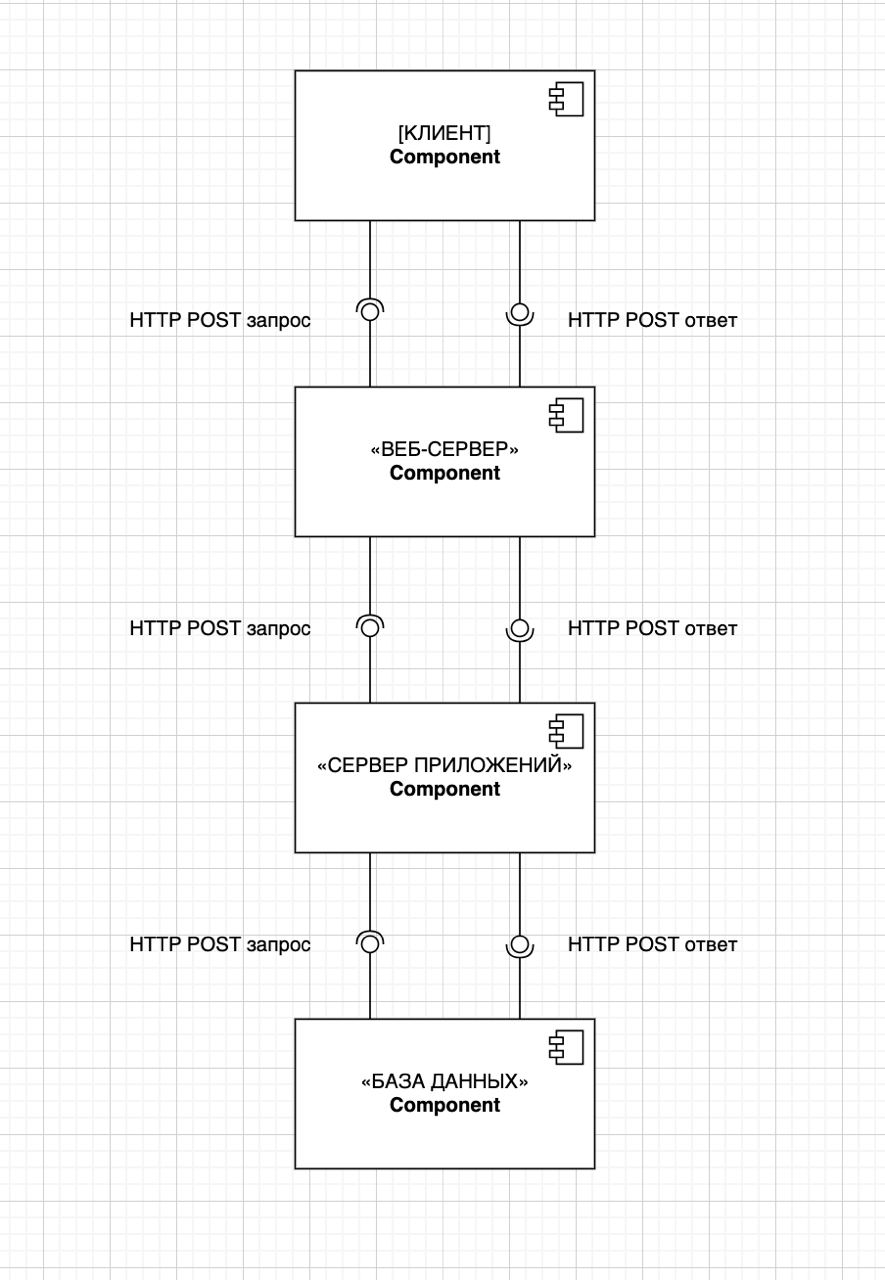 [КЛИЕНТ]
Component
HTTP POST запрос
HTTP POST ответ
«ВЕБ-СЕРВЕР»
Component
HTTP POST запрос
HTTP POST ответ
«СЕРВЕР ПРИЛОЖЕНИЙ»
Component
HTTP POST запрос
HTTP POST ответ
«БАЗА ДАННЫХ»
Component